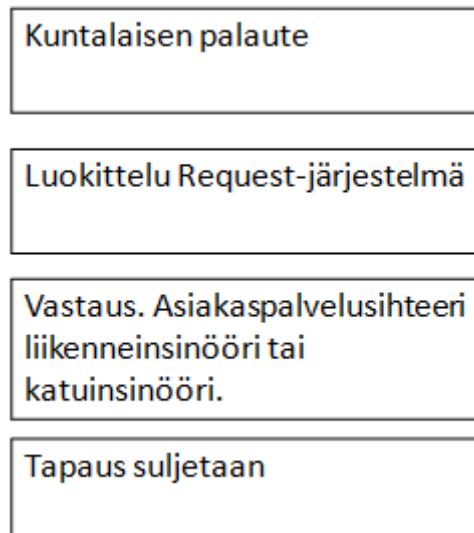 Kuntalaisen palaute
Luokittelu Request-järjestelmä
Vastaus. Asiakaspalvelusihteeri
liikenneinsinööri tai
katuinsinööri.
Tapaus suljetaan